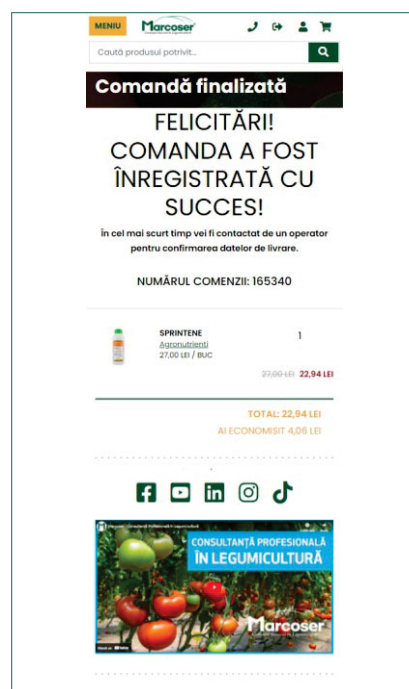 MENIU
Marcoser
Caută produsul potrivit...
Comandă finalizată
FELICITĂRI!
COMANDA A FOST
ÎNREGISTRATĂ CU
SUCCES!
În cel mai scurt timp vei fi contactat de un operator
pentru confirmarea datelor de livrare.
NUMĂRUL COMENZII: 165340
SPRINTENE
1
Agronutrienti
27,00 LEI / BUC
27,00 LEI 22,94 LEI
TOTAL: 22,94 LEI
AI ECONOMISIT 4,06 LEI
CONSULTANȚĂ PROFESIONALĂ
ÎN LEGUMICULTURĂ
Marcoser